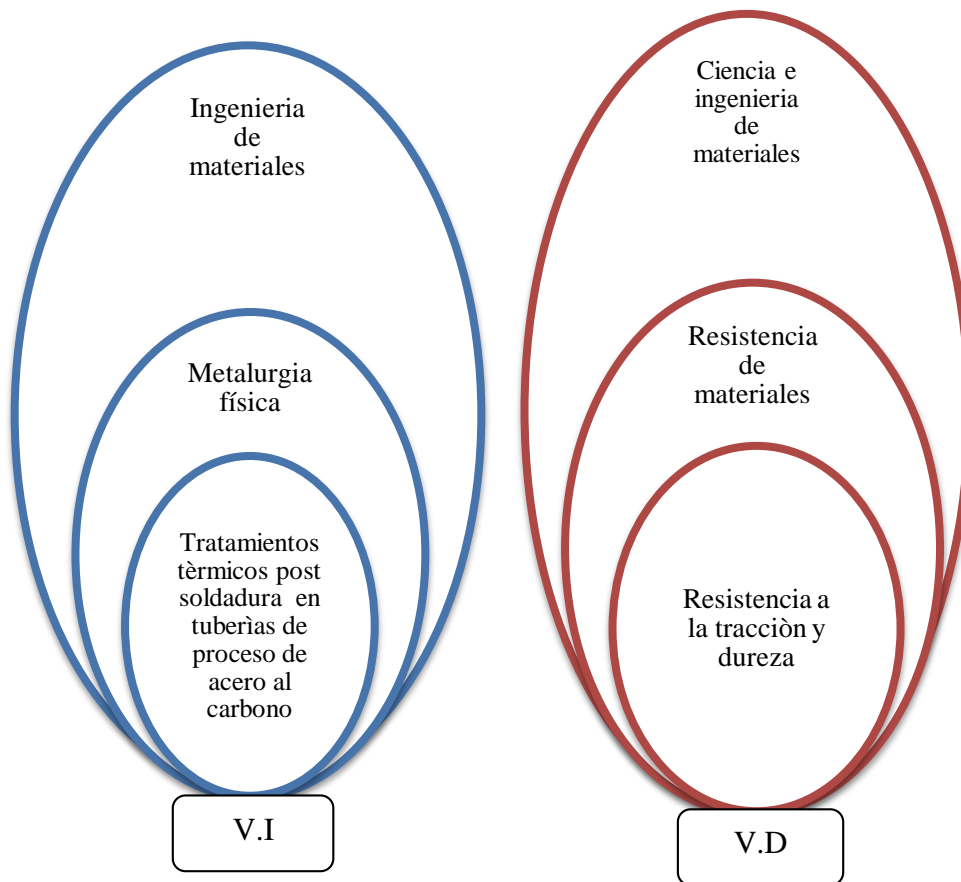 Ingenieria
de
materiales
Metalurgia
física
Tratamientos
tèrmicos post
soldadura en
tuberìas de
proceso de
acero al
carbono
V.I
Ciencia e
ingenieria
de
materiales
Resistencia
de
materiales
Resistencia a
la tracciòn y
dureza
V.D